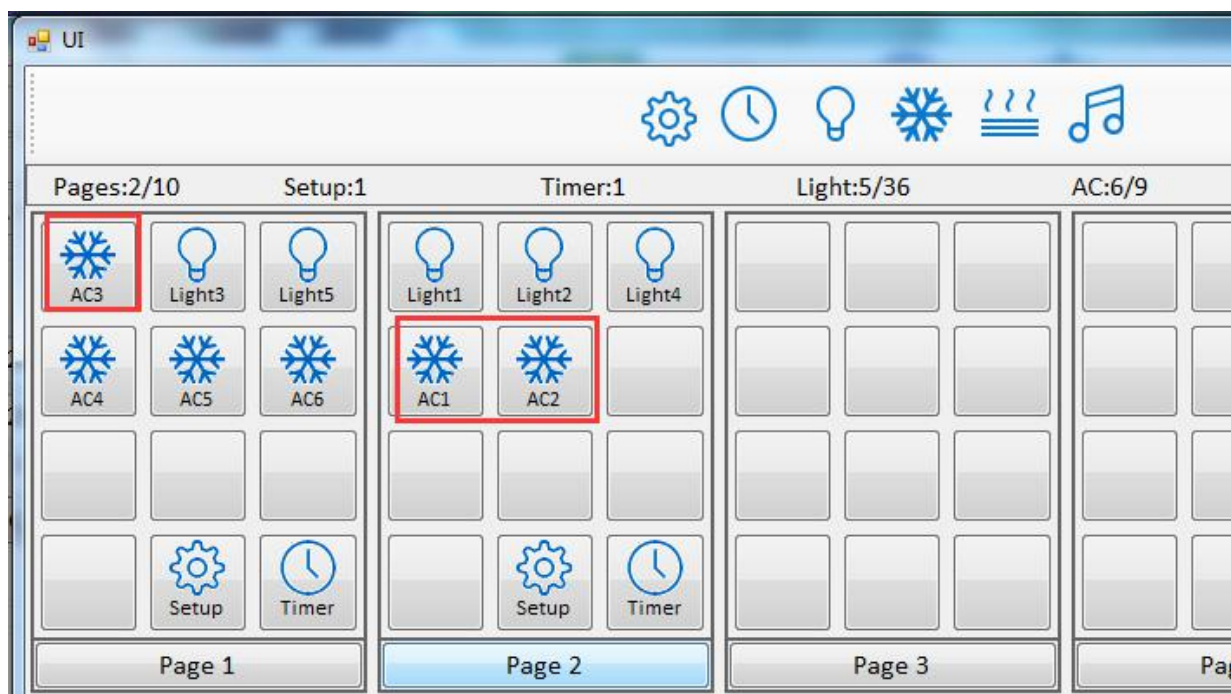 UI
Pages:2/10 Setup:1 Timer:1 Light:5/36 AC:6/9
AC3 Light3 Light5 Light1 Light2 Light4
AC4 AC5 AC6 AC1 AC2
Setup Timer Setup Timer
Page 1 Page 2 Page 3